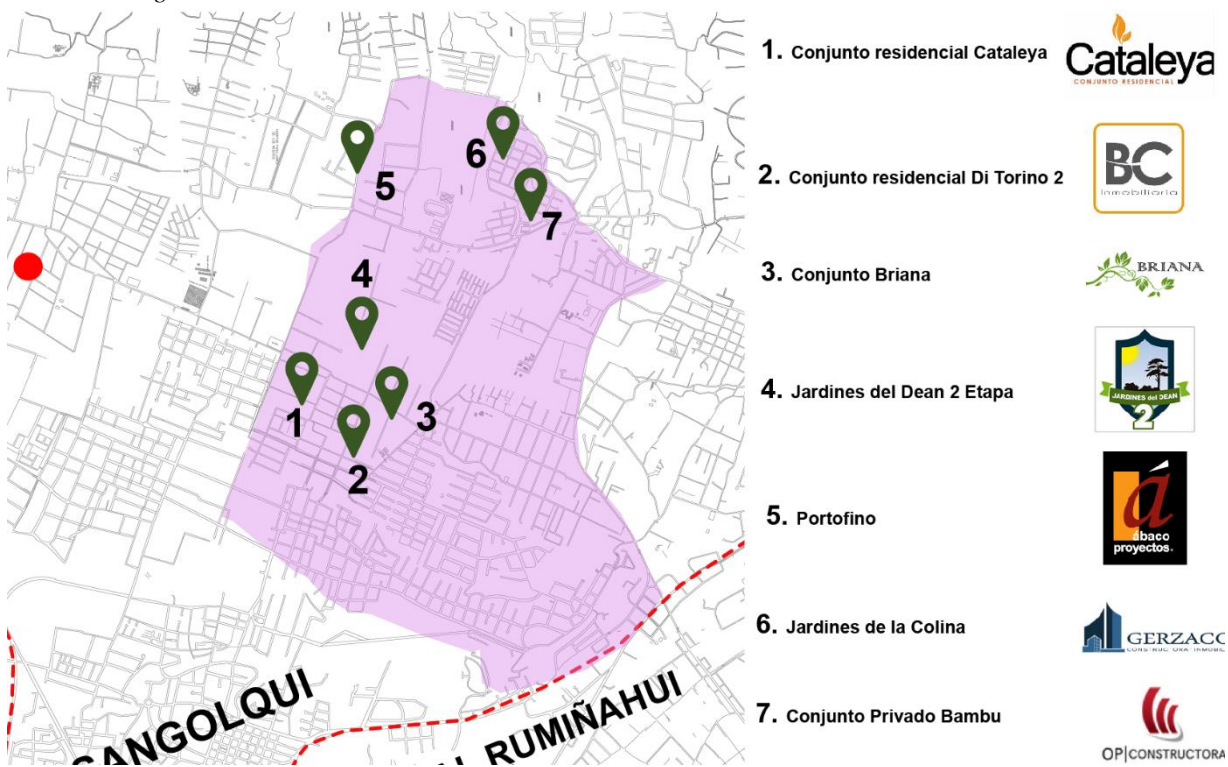 1. Conjunto residencial Cataleya
Cataleya
CONJUNTO RESIDENCIAL
2. Conjunto residencial Di Torino 2
BC
Inmobiliaria
3. Conjunto Briana
BRIANA
4. Jardines del Dean 2 Etapa
JARDINES del DEAN
2
5. Portofino
á
ábaco
proyectos
6. Jardines de la Colina
GERZACO
7. Conjunto Privado Bambu
OP|CONSTRUCTORA
5
6
7
4
1
3
2
SANGOLQUI
RUMIÑAHUI